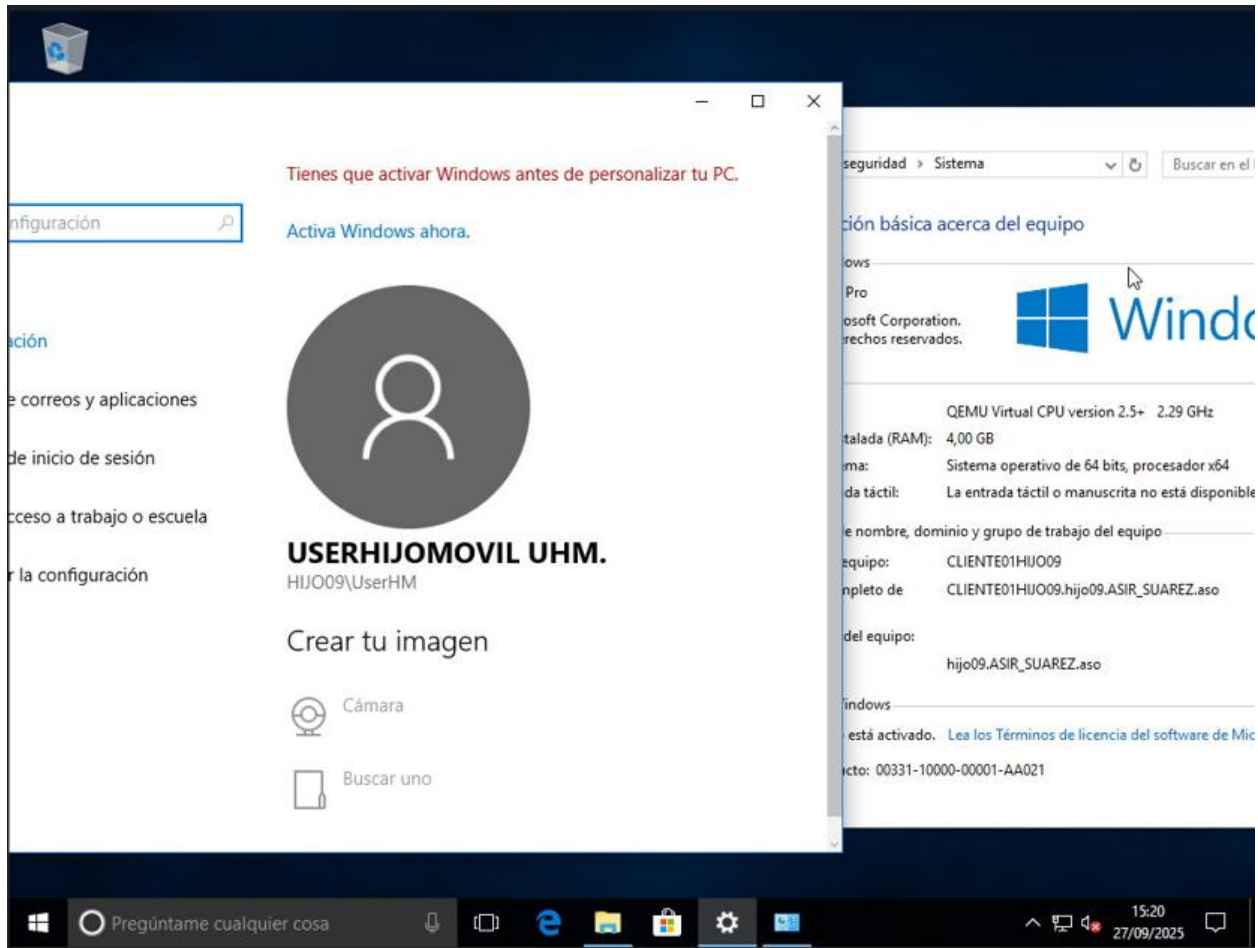 Tienes que activar Windows antes de personalizar tu PC.
nfiguración
Activa Windows ahora.
ación
e correos y aplicaciones
de inicio de sesión
cceso a trabajo o escuela
r la configuración
USERHIJOMOVIL UHM.
HIJO09\UserHM
Crear tu imagen
Cámara
Buscar uno
seguridad > Sistema
Buscar en el
ción básica acerca del equipo
ows
Pro
osoft Corporation.
rechos reservados.
Windo
QEMU Virtual CPU version 2.5+ 2.29 GHz
talada (RAM): 4,00 GB
ma: Sistema operativo de 64 bits, procesador x64
da táctil: La entrada táctil o manuscrita no está disponible
e nombre, dominio y grupo de trabajo del equipo
equipo: CLIENTE01HIJO09
mpleto de CLIENTE01HIJO09.hijo09.ASIR_SUAREZ.aso
del equipo:
hijo09.ASIR_SUAREZ.aso
indows
está activado. Lea los Términos de licencia del software de Mic
cto: 00331-10000-00001-AA021
Pregúntame cualquier cosa
15:20
27/09/2025